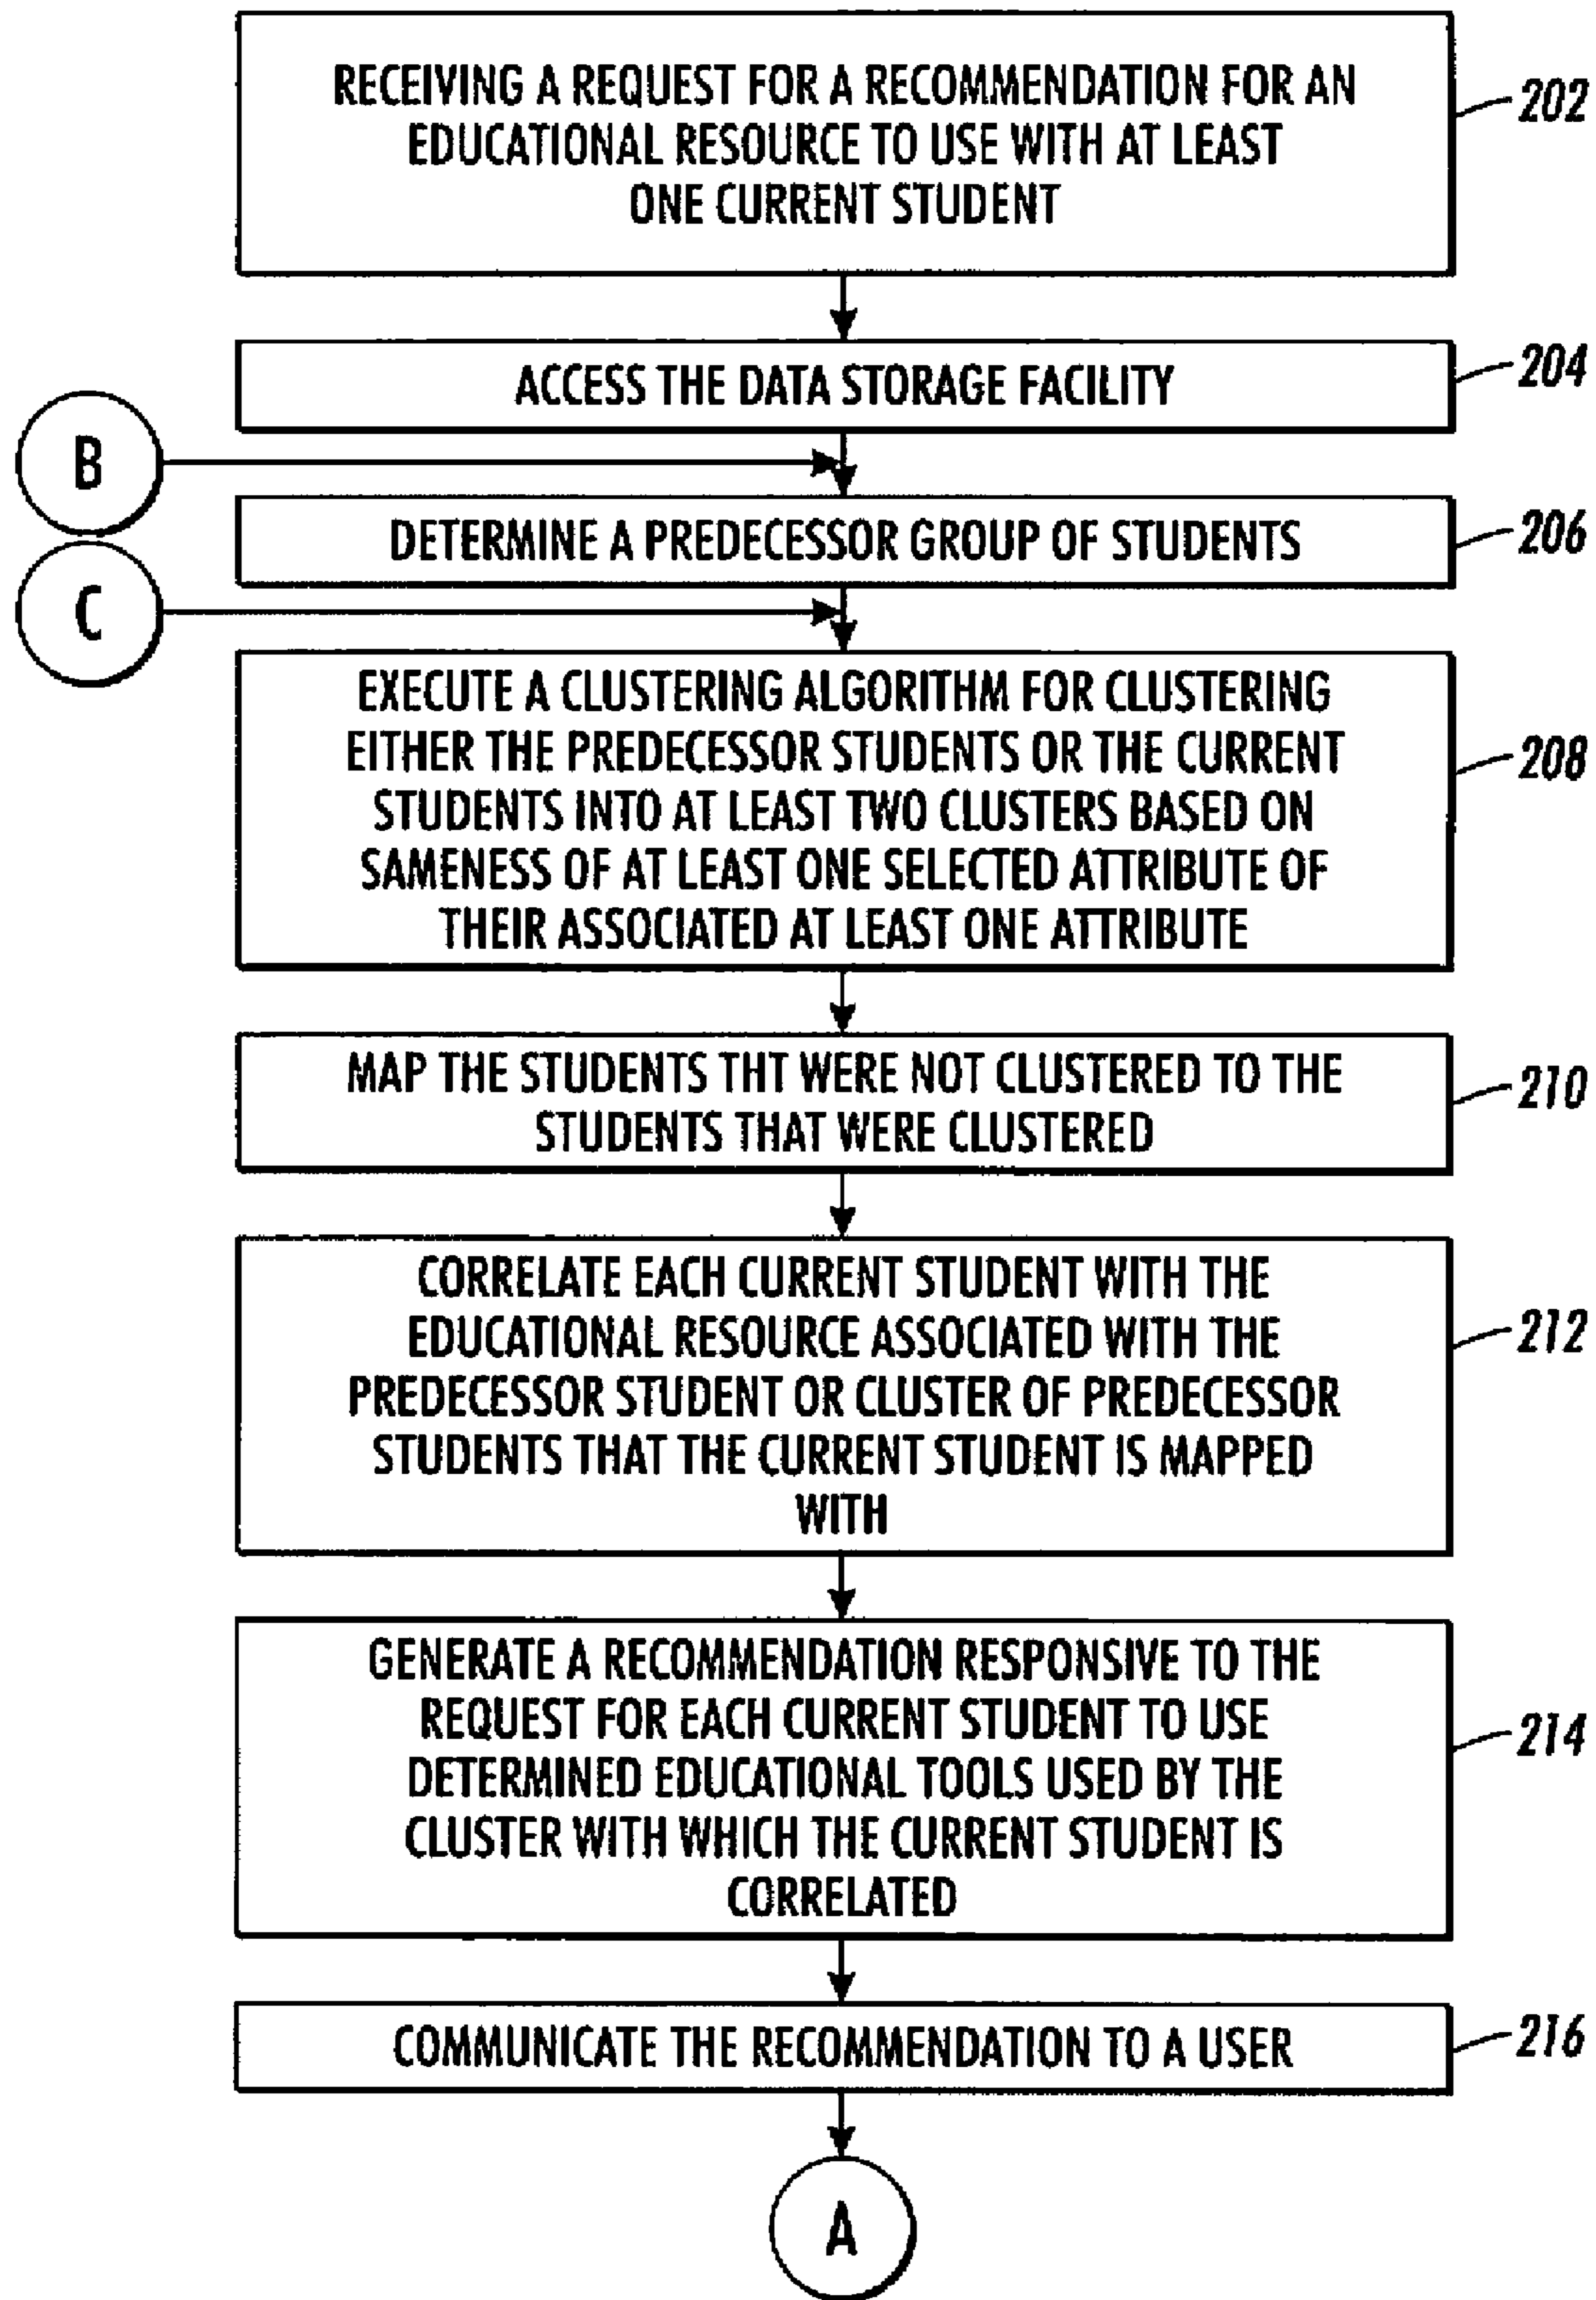 RECEIVING A REQUEST FOR A RECOMMENDATION FOR AN
EDUCATIONAL RESOURCE TO USE WITH AT LEAST
ONE CURRENT STUDENT
202
ACCESS THE DATA STORAGE FACILITY
204
B
DETERMINE A PREDECESSOR GROUP OF STUDENTS
206
C
EXECUTE A CLUSTERING ALGORITHM FOR CLUSTERING
EITHER THE PREDECESSOR STUDENTS OR THE CURRENT
STUDENTS INTO AT LEAST TWO CLUSTERS BASED ON
SAMENESS OF AT LEAST ONE SELECTED ATTRIBUTE OF
THEIR ASSOCIATED AT LEAST ONE ATTRIBUTE
208
MAP THE STUDENTS THT WERE NOT CLUSTERED TO THE
STUDENTS THAT WERE CLUSTERED
210
CORRELATE EACH CURRENT STUDENT WITH THE
EDUCATIONAL RESOURCE ASSOCIATED WITH THE
PREDECESSOR STUDENT OR CLUSTER OF PREDECESSOR
STUDENTS THAT THE CURRENT STUDENT IS MAPPED
WITH
212
GENERATE A RECOMMENDATION RESPONSIVE TO THE
REQUEST FOR EACH CURRENT STUDENT TO USE
DETERMINED EDUCATIONAL TOOLS USED BY THE
CLUSTER WITH WHICH THE CURRENT STUDENT IS
CORRELATED
214
COMMUNICATE THE RECOMMENDATION TO A USER
216
A